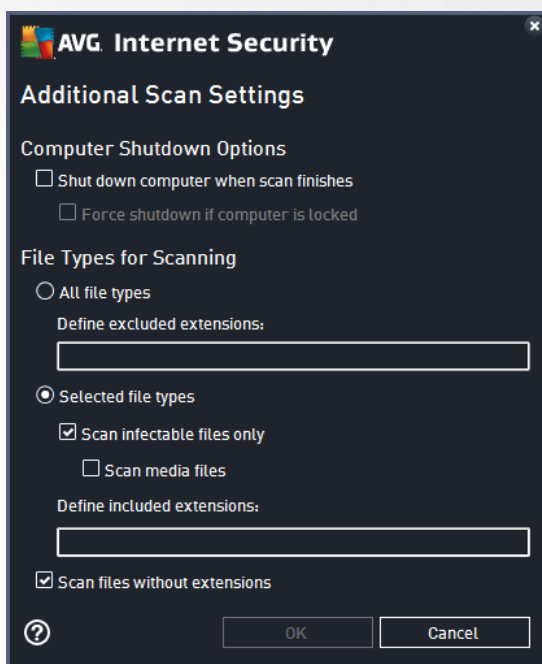 AVG Internet Security
Additional Scan Settings
Computer Shutdown Options
Shut down computer when scan finishes
Force shutdown if computer is locked
File Types for Scanning
All file types
Define excluded extensions:
Selected file types
Scan infectable files only
Scan media files
Define included extensions:
Scan files without extensions
OK Cancel